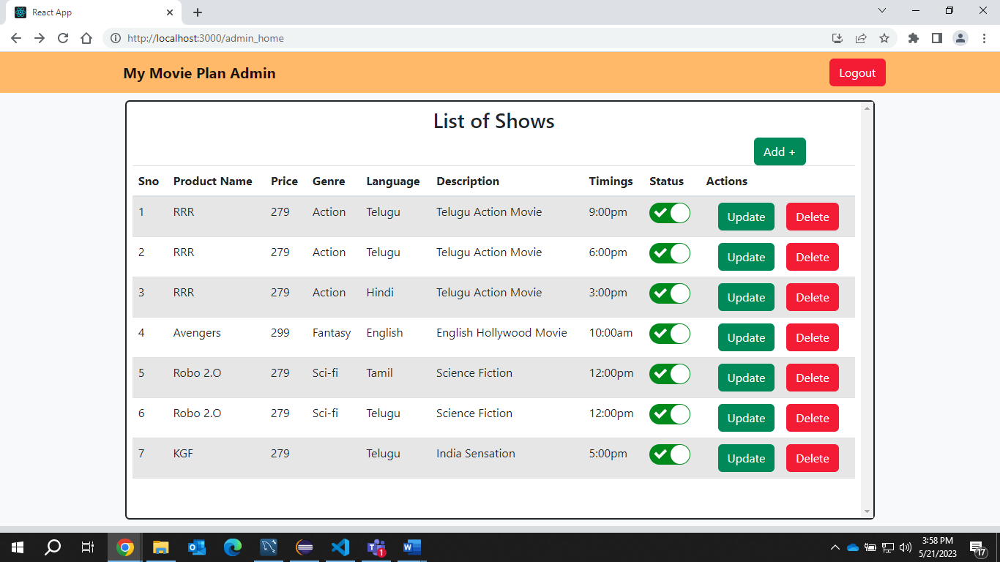 React App
http://localhost:3000/admin_home
My Movie Plan Admin Logout
List of Shows
Add +
Sno Product Name Price Genre Language Description Timings Status Actions
1 RRR 279 Action Telugu Telugu Action Movie 9:00pm Update Delete
2 RRR 279 Action Telugu Telugu Action Movie 6:00pm Update Delete
3 RRR 279 Action Hindi Telugu Action Movie 3:00pm Update Delete
4 Avengers 299 Fantasy English English Hollywood Movie 10:00am Update Delete
5 Robo 2.O 279 Sci-fi Tamil Science Fiction 12:00pm Update Delete
6 Robo 2.O 279 Sci-fi Telugu Science Fiction 12:00pm Update Delete
7 KGF 279 Telugu India Sensation 5:00pm Update Delete
3:58 PM
5/21/2023
1
17